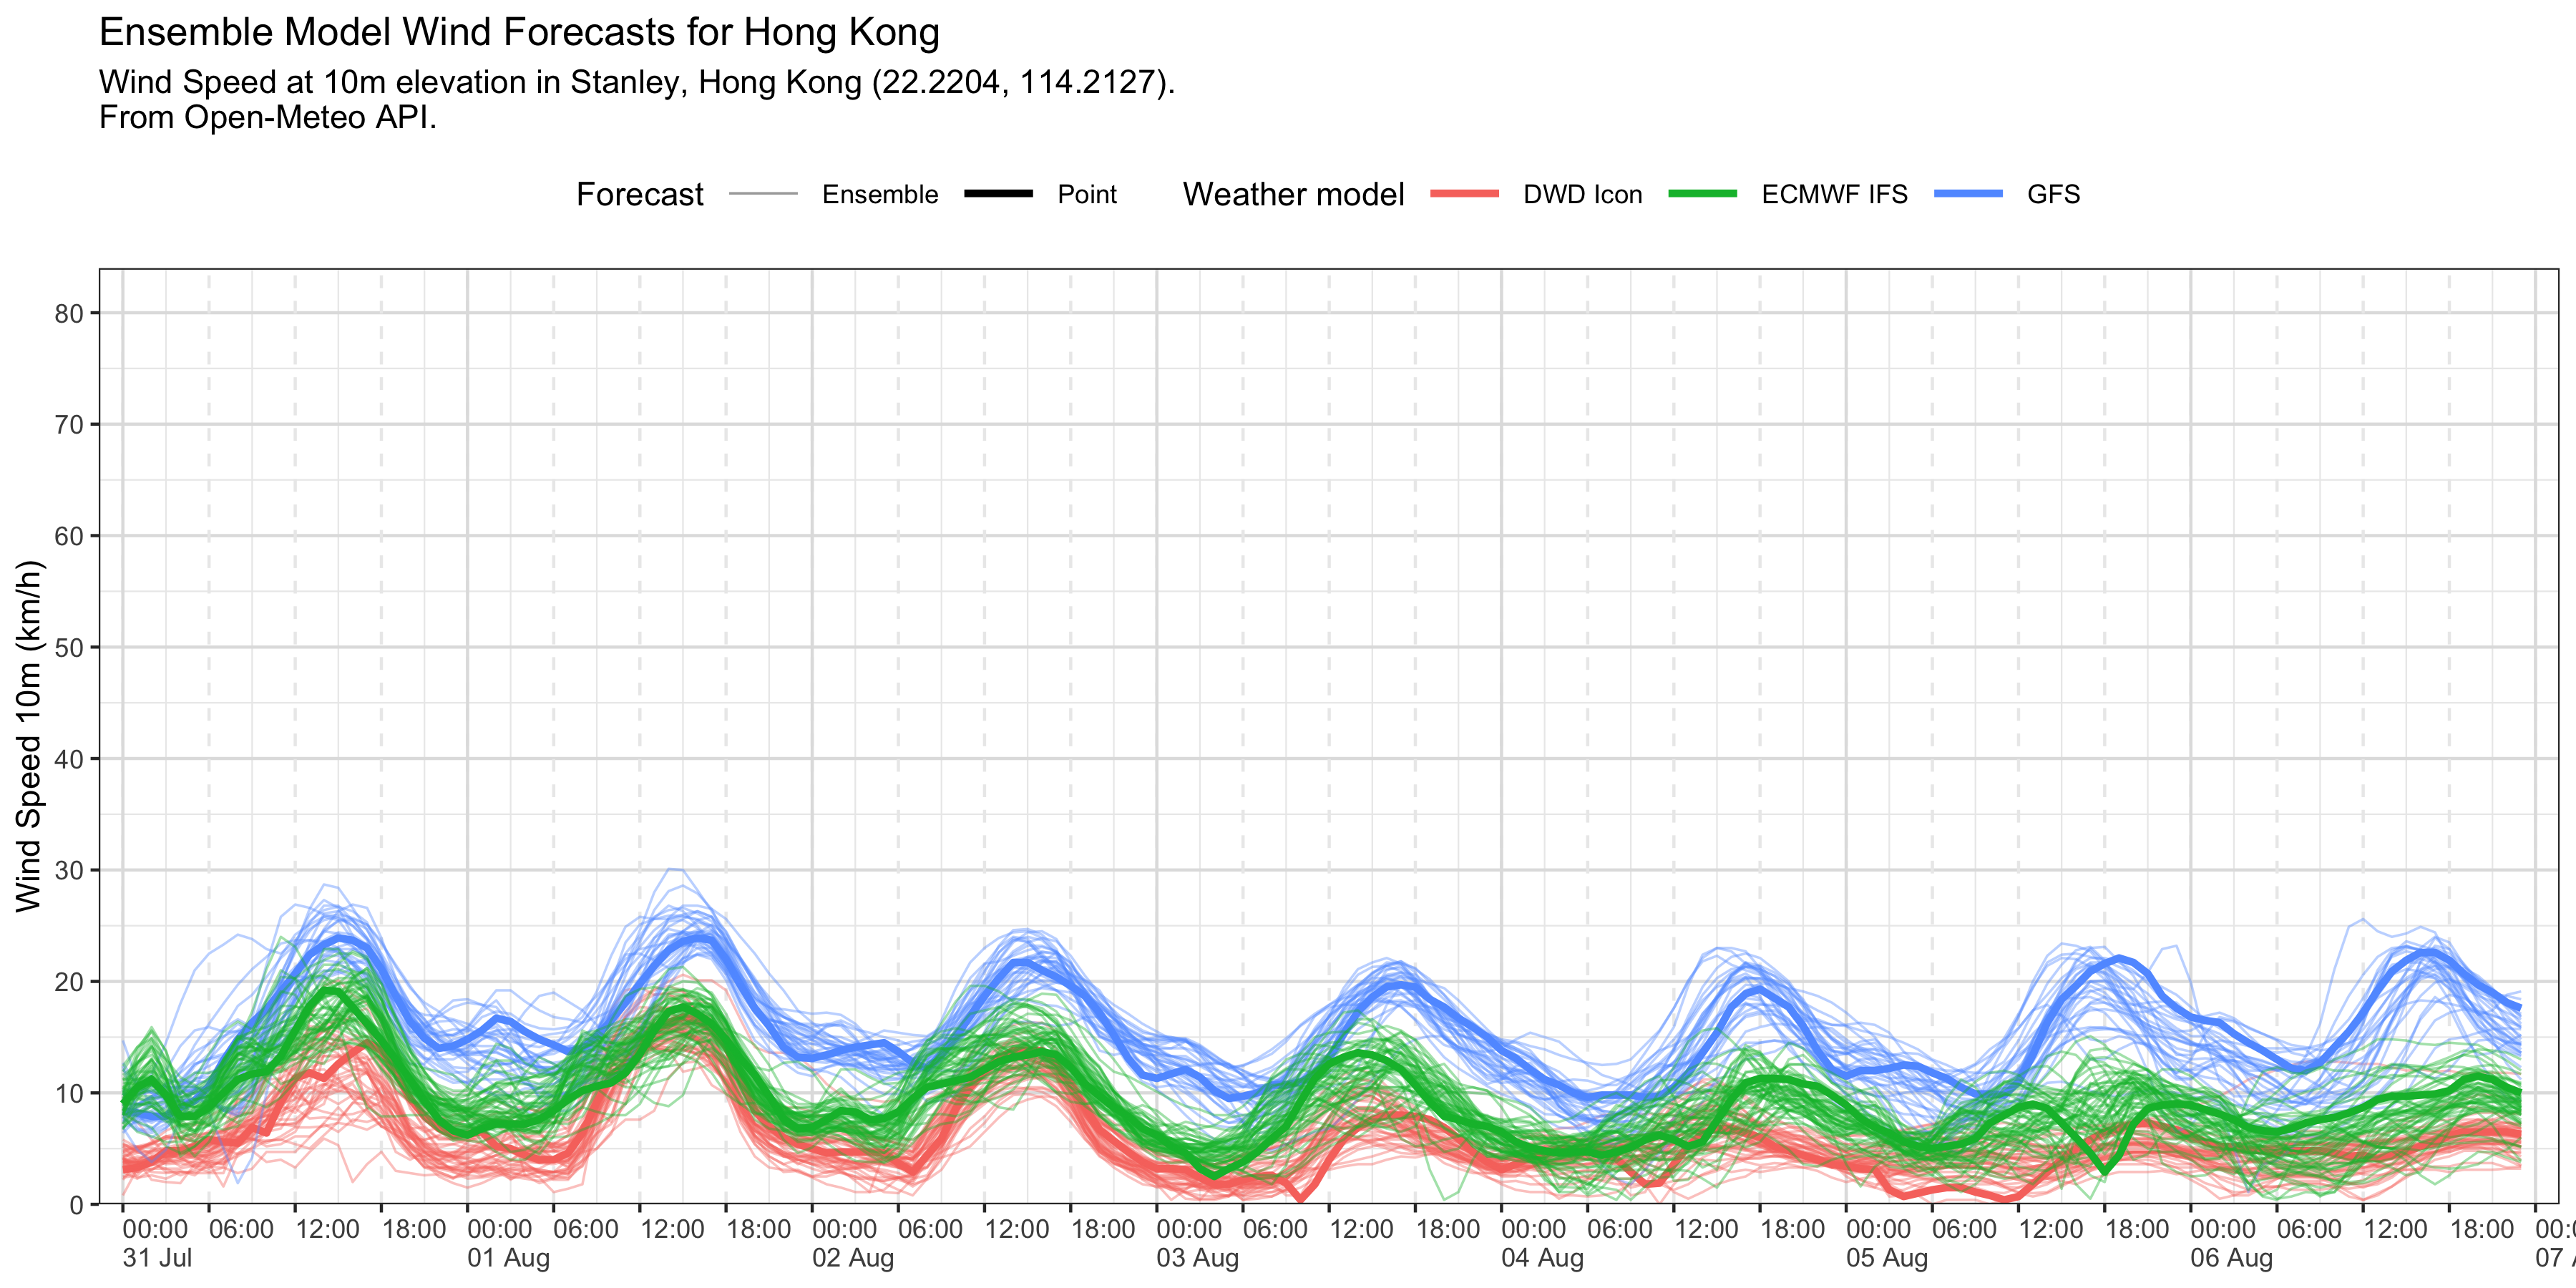 Ensemble Model Wind Forecasts for Hong Kong
Wind Speed at 10m elevation in Stanley, Hong Kong (22.2204, 114.2127).
From Open-Meteo API.
Forecast Ensemble Point Weather model DWD Icon ECMWF IFS GFS
Wind Speed 10m (km/h)
80
70
60
50
40
30
20
10
0
00:00 06:00 12:00 18:00 00:00 06:00 12:00 18:00 00:00 06:00 12:00 18:00 00:00 06:00 12:00 18:00 00:00 06:00 12:00 18:00 00:00 06:00 12:00 18:00 00:00 06:00 12:00 18:00
31 Jul 01 Aug 02 Aug 03 Aug 04 Aug 05 Aug 06 Aug 07